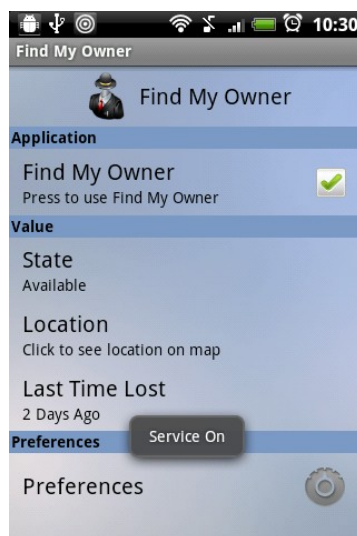 10:30
Find My Owner
Find My Owner
Application
Find My Owner
Press to use Find My Owner
Value
State
Available
Location
Click to see location on map
Last Time Lost
2 Days Ago
Service On
Preferences
Preferences